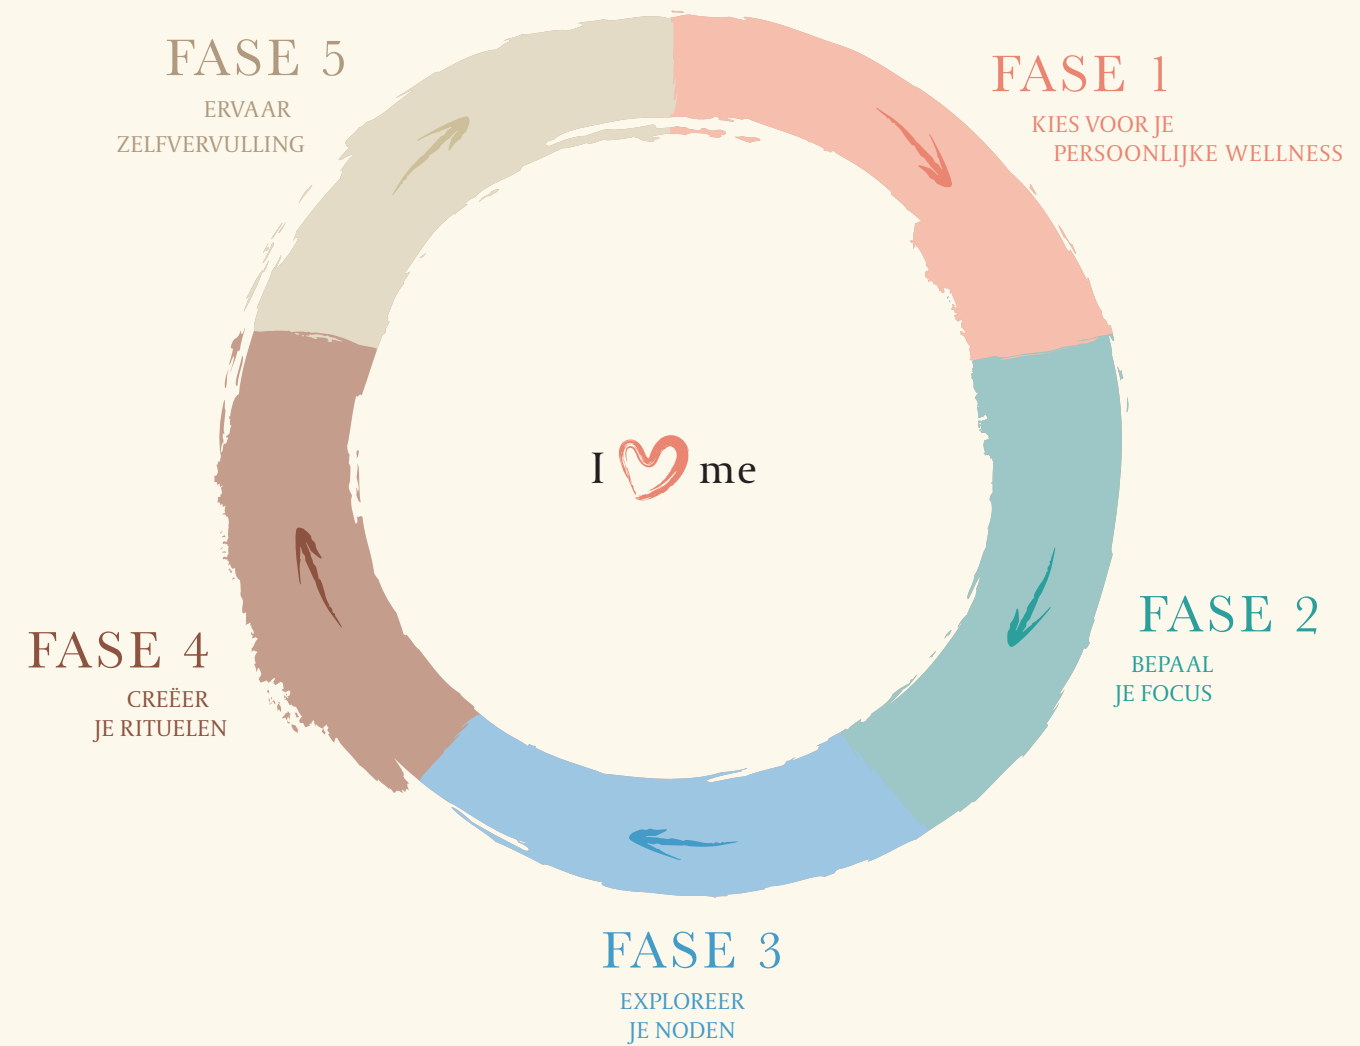 FASE 1
KIES VOOR JE
PERSOONLIJKE WELLNESS
FASE 2
BEPAAL
JE FOCUS
FASE 3
EXPLOREER
JE NODEN
FASE 4
CREËER
JE RITUELEN
FASE 5
ERVAAR
ZELFVERVULLING
I me